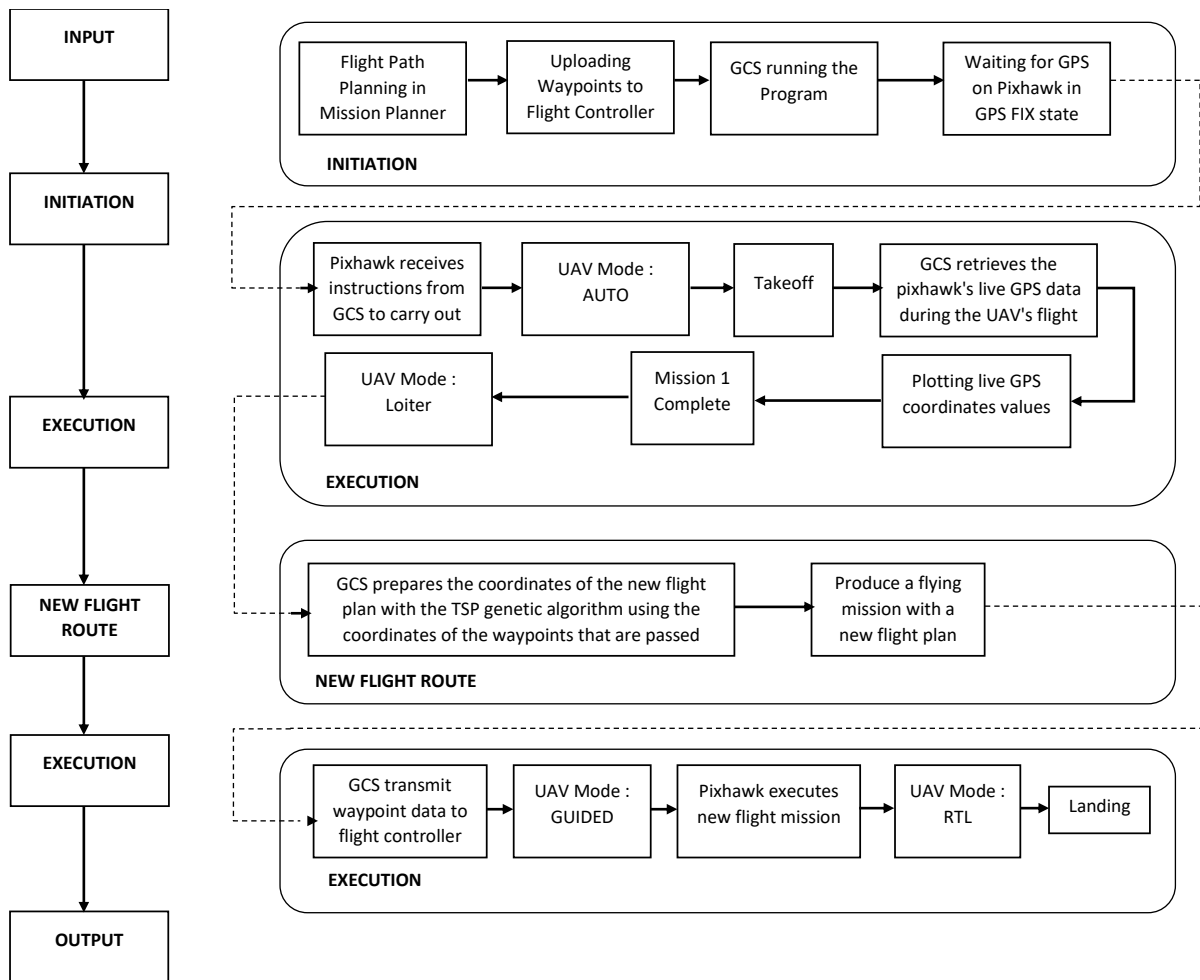 INPUT
INITIATION
EXECUTION
NEW FLIGHT
ROUTE
EXECUTION
OUTPUT
Flight Path
Planning in
Mission Planner
Uploading
Waypoints to
Flight Controller
GCS running the
Program
Waiting for GPS
on Pixhawk in
GPS FIX state
INITIATION
Pixhawk receives
instructions from
GCS to carry out
UAV Mode :
AUTO
Takeoff
GCS retrieves the
pixhawk's live GPS data
during the UAV's flight
Plotting live GPS
coordinates values
Mission 1
Complete
UAV Mode :
Loiter
EXECUTION
GCS prepares the coordinates of the new flight
plan with the TSP genetic algorithm using the
coordinates of the waypoints that are passed
Produce a flying
mission with a
new flight plan
NEW FLIGHT ROUTE
GCS transmit
waypoint data to
flight controller
UAV Mode :
GUIDED
Pixhawk executes
new flight mission
UAV Mode :
RTL
Landing
EXECUTION